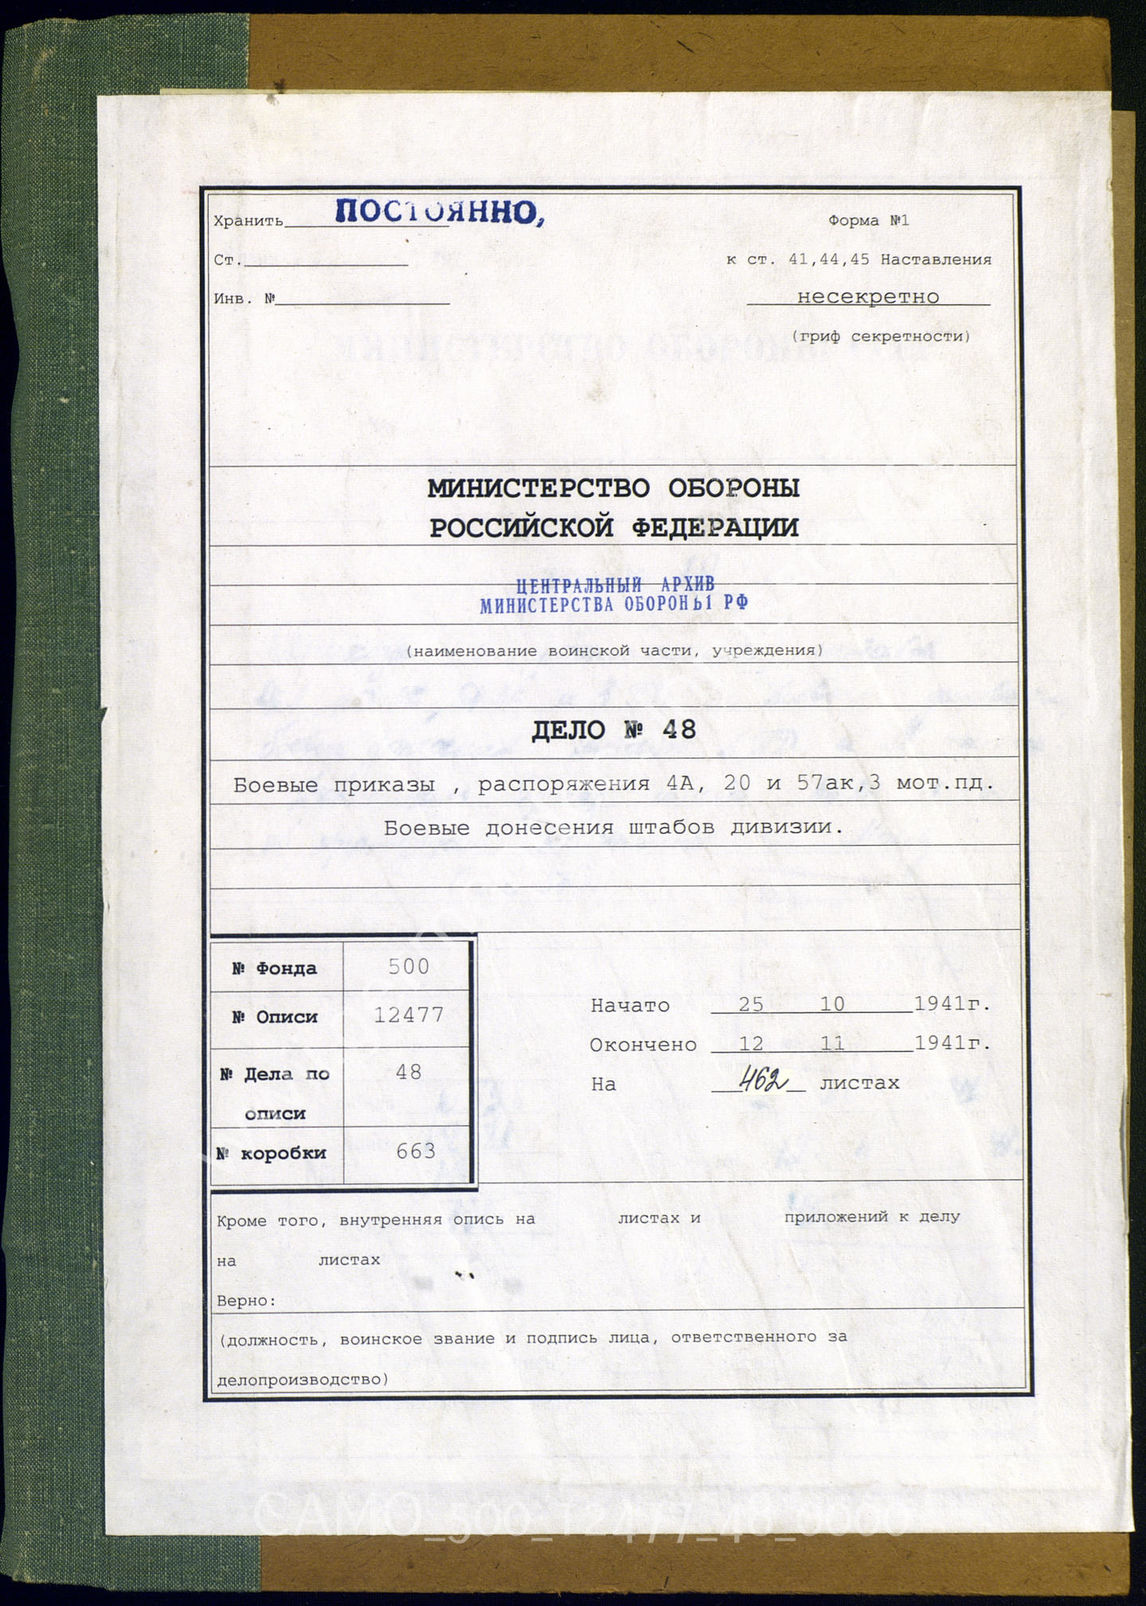 Хранить ПОСТОЯННО,
Форма №1
Ст.
к ст. 41,44,45 Наставления
Инв. №
несекретно
(гриф секретности)
МИНИСТЕРСТВО ОБОРОНЫ
РОССИЙСКОЙ ФЕДЕРАЦИИ
ЦЕНТРАЛЬНЫЙ АРХИВ
МИНИСТЕРСТВА ОБОРОНЫ РФ
(наименование воинской части, учреждения)
ДЕЛО № 48
Боевые приказы , распоряжения 4А, 20 и 57ак,3 мот.пд.
Боевые донесения штабов дивизии.
№ Фонда 500
№ Описи 12477
№ Дела по описи 48
№ коробки 663
Начато 25 10 1941г.
Окончено 12 11 1941г.
На 462 листах
Кроме того, внутренняя опись на листах и приложений к делу
на листах
Верно:
(должность, воинское звание и подпись лица, ответственного за
делопроизводство)
CAMO_500_12477_48_0000